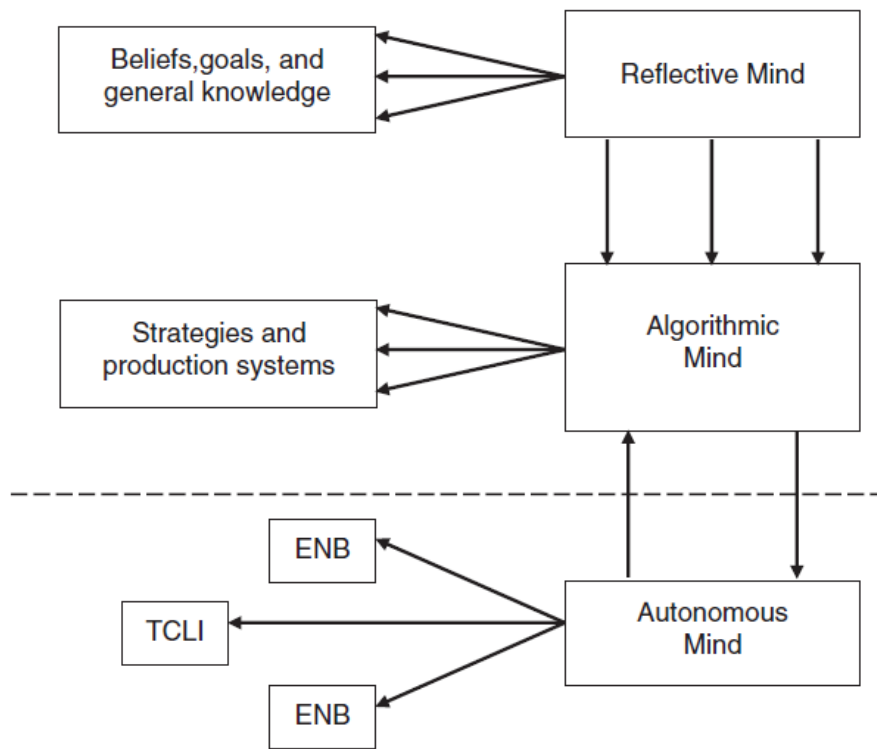 Beliefs,goals, and
general knowledge
Reflective Mind
Strategies and
production systems
Algorithmic
Mind
ENB
TCLI
ENB
Autonomous
Mind